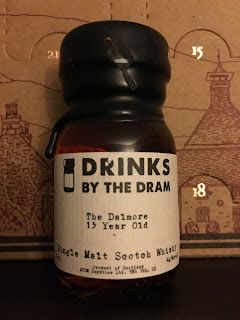 21
15
DRINKS
BY THE DRAM
18
The Dalmore
15 Year Old
Single Malt Scotch Whisky
Product of Scotland